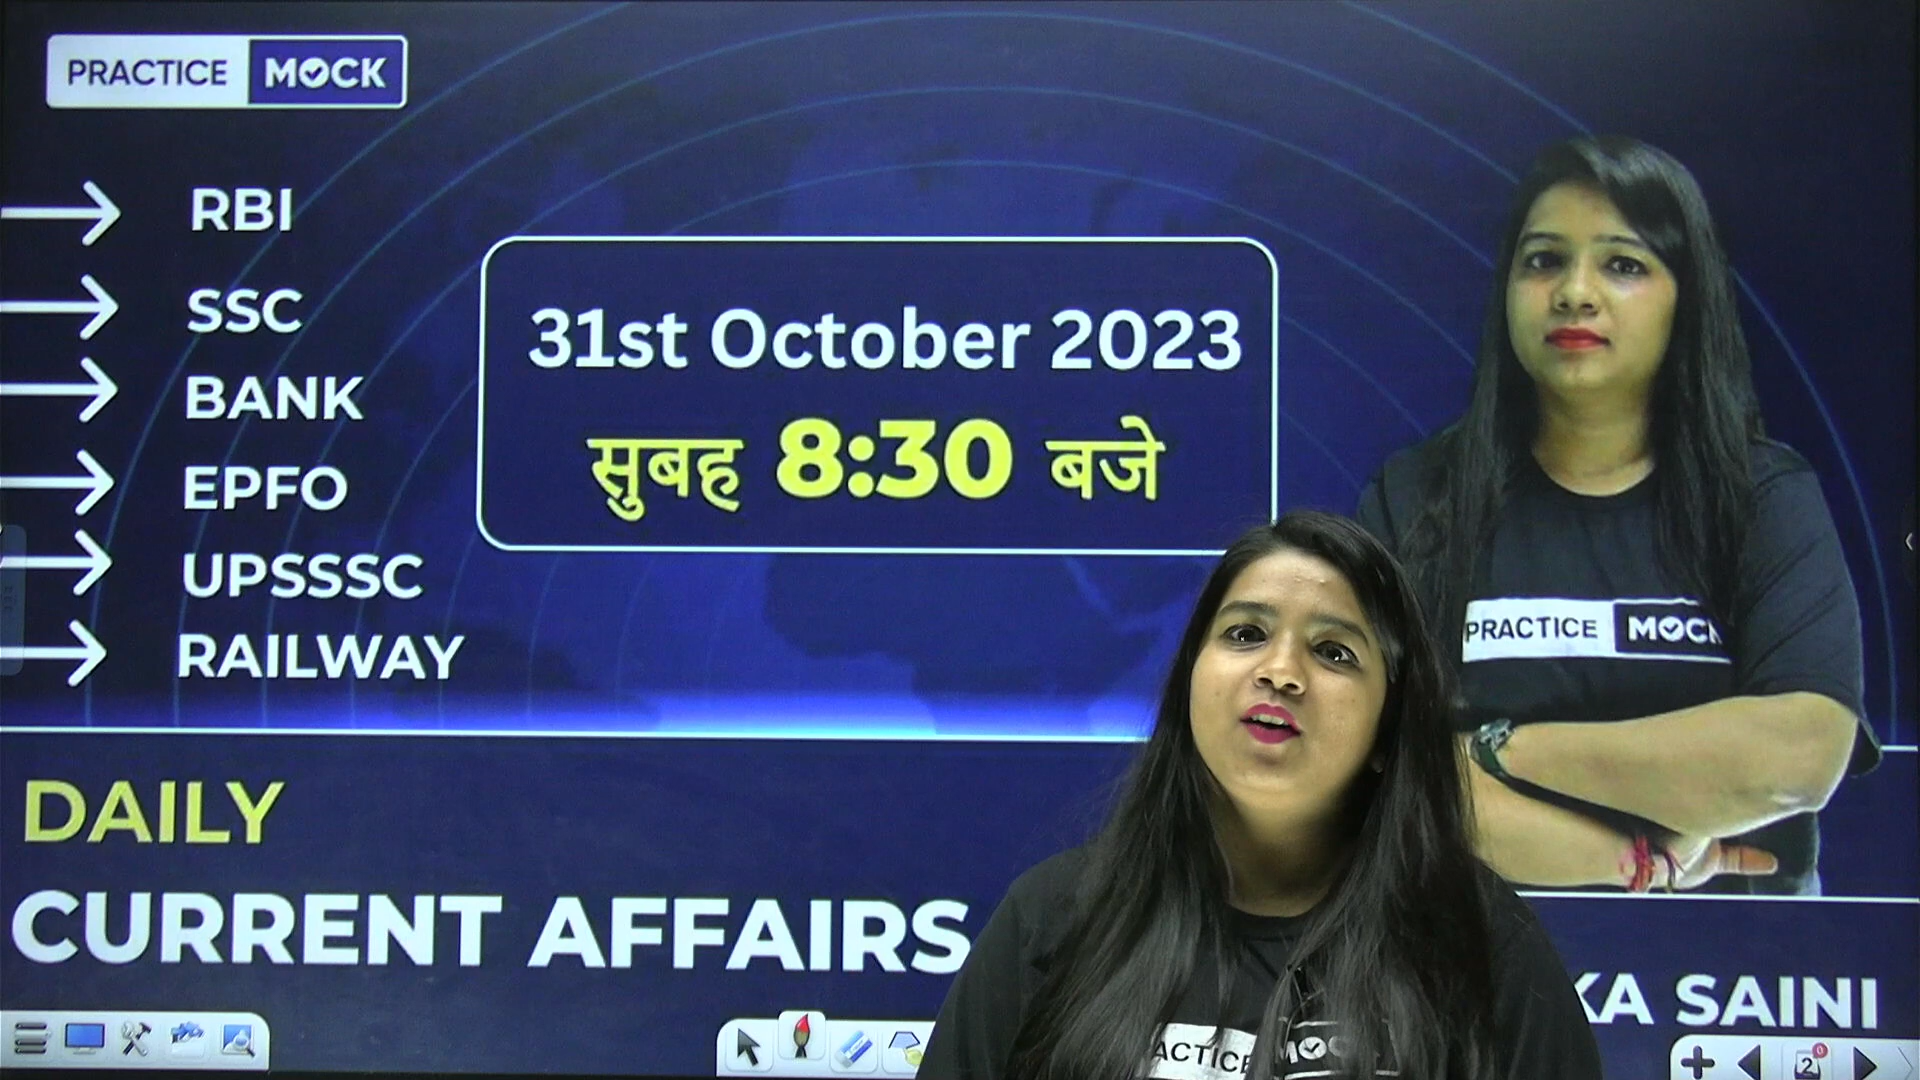 PRACTICE MOCK
RBI
SSC
BANK
EPFO
UPSSSC
RAILWAY
31st October 2023
सुबह 8:30 बजे
PRACTICE MOCK
DAILY
CURRENT AFFAIRS
SAINI
2